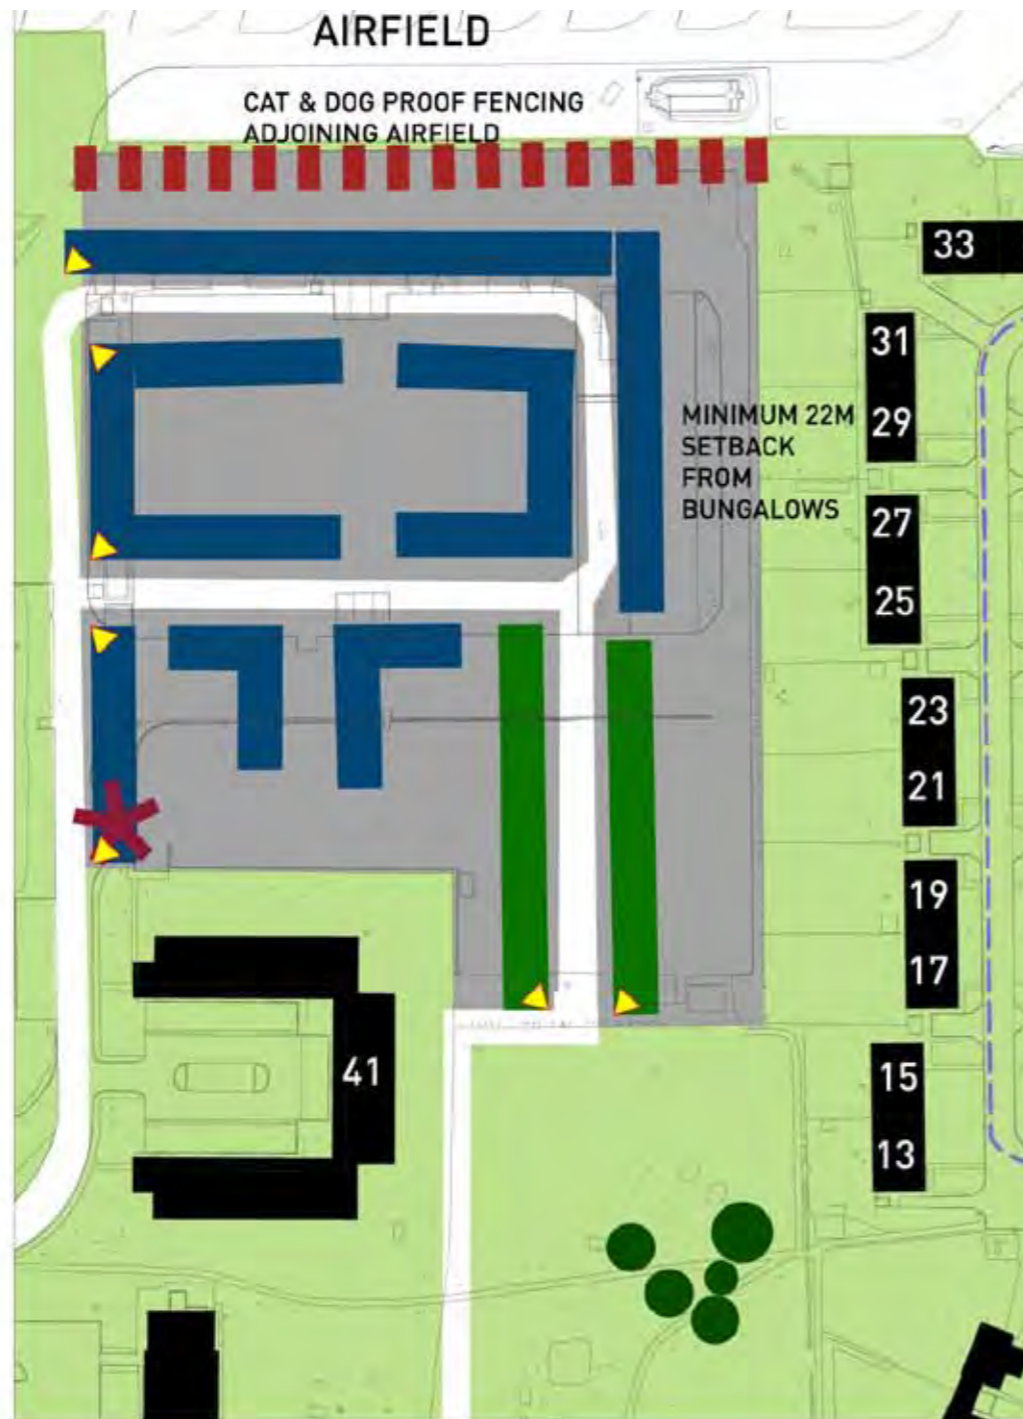 AIRFIELD
CAT & DOG PROOF FENCING
ADJOINING AIRFIELD
33
31
29
MINIMUM 22M
SETBACK
FROM
BUNGALOWS
27
25
23
21
19
17
41
15
13